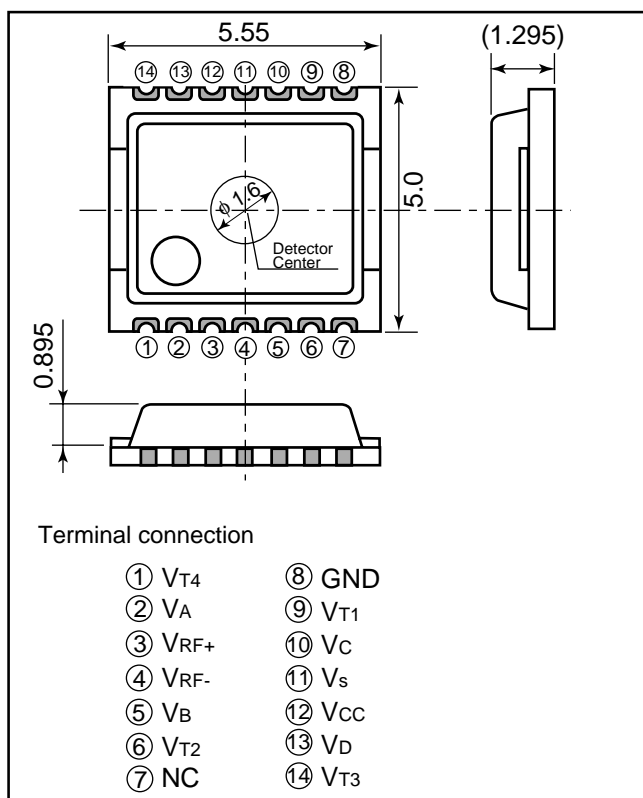 5.55
(1.295)
⑭ ⑬ ⑫ ⑪ ⑩ ⑨ ⑧
φ 1.6
5.0
Detector
Center
① ② ③ ④ ⑤ ⑥ ⑦
0.895
Terminal connection
① VT4
② VA
③ VRF+
④ VRF-
⑤ VB
⑥ VT2
⑦ NC
⑧ GND
⑨ VT1
⑩ VC
⑪ Vs
⑫ VCC
⑬ VD
⑭ VT3